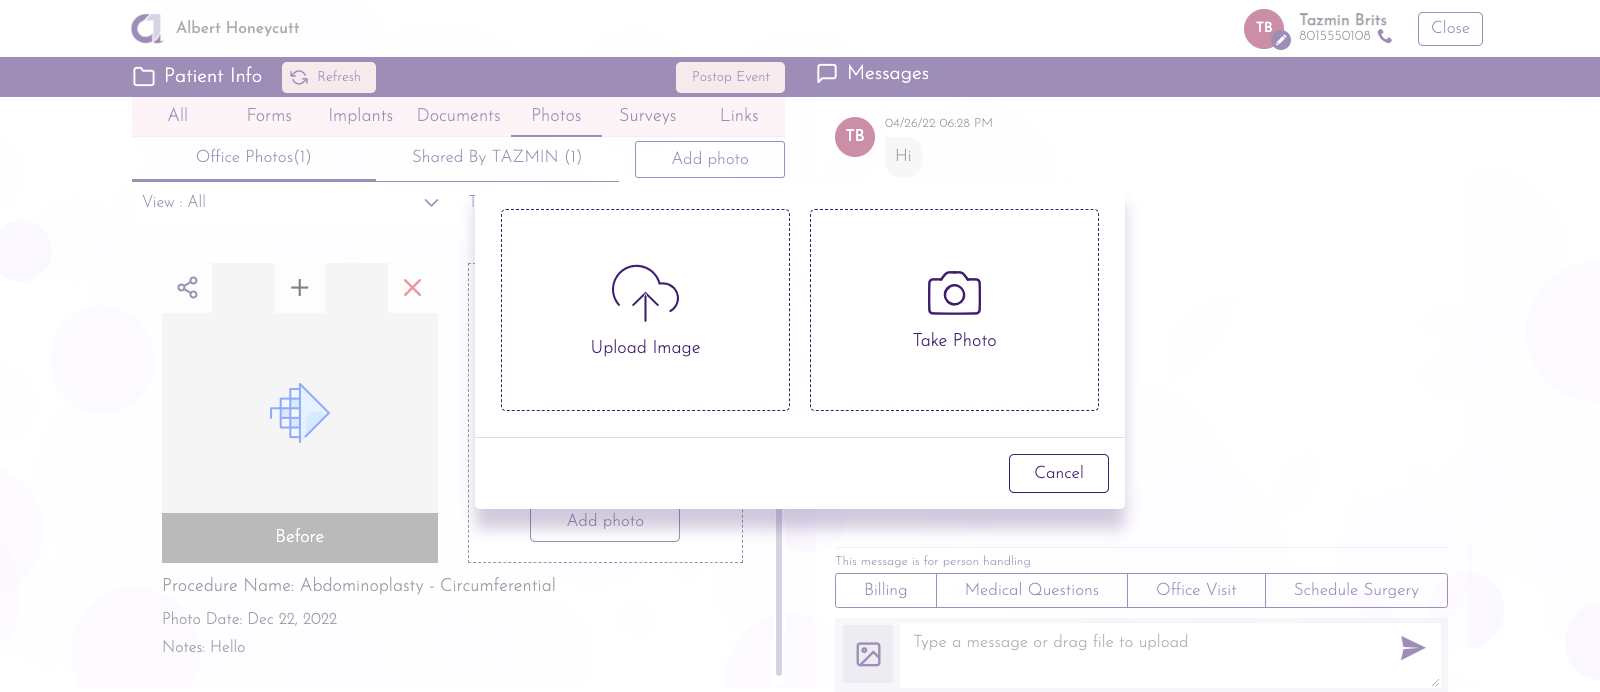 Albert Honeycutt
TB
Tazmin Brits
8015550108
Close
Patient Info
Refresh
Postop Event
Messages
All
Forms
Implants
Documents
Photos
Surveys
Links
Office Photos(1)
Shared By TAZMIN (1)
Add photo
View : All
TB
04/26/22 06:28 PM
Hi
Upload Image
Take Photo
Cancel
Before
Add photo
Procedure Name: Abdominoplasty - Circumferential
Photo Date: Dec 22, 2022
Notes: Hello
This message is for person handling
Billing
Medical Questions
Office Visit
Schedule Surgery
Type a message or drag file to upload